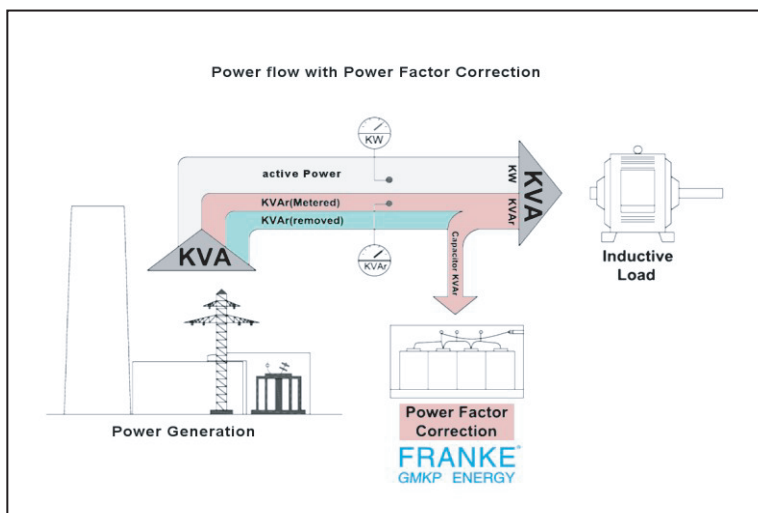 Power flow with Power Factor Correction
KW
active Power
KW
KVAr(Metered)
KVA
KVAr(removed)
KVAr
KVA
KVAr
Capacitor KVAr
Inductive
Load
Power Generation
Power Factor
Correction
FRANKE®
GMKP ENERGY